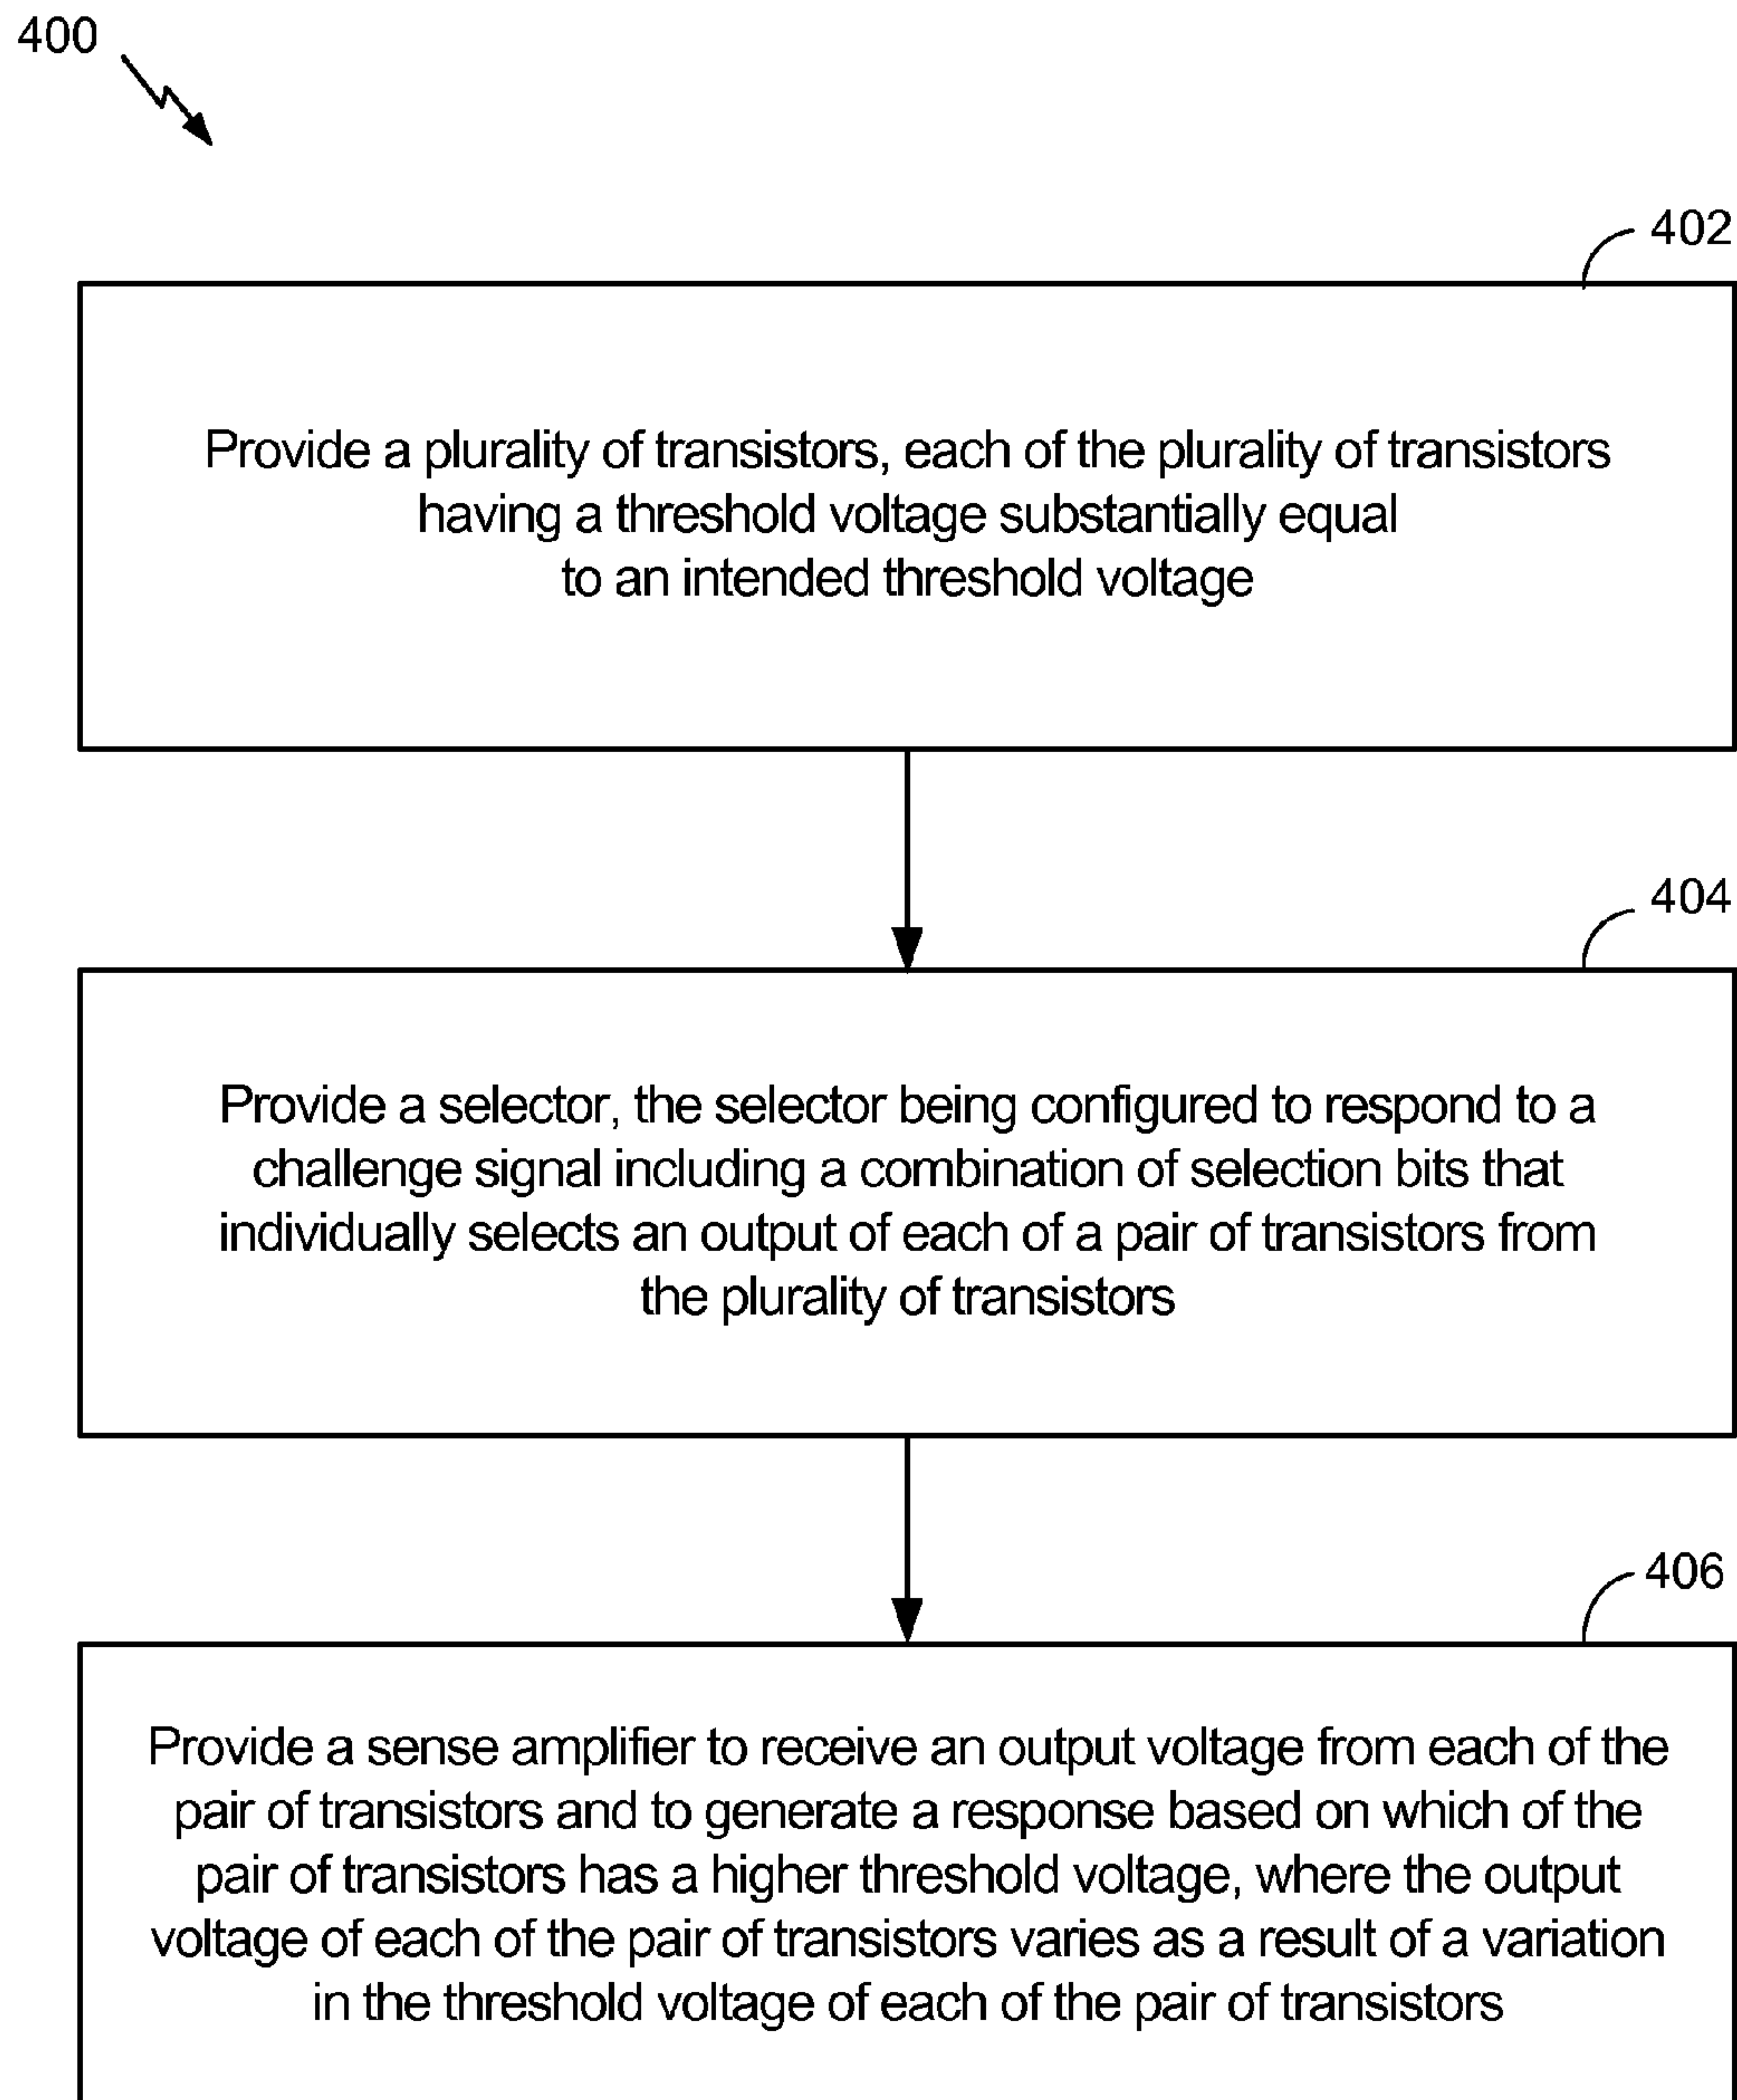 400
402
Provide a plurality of transistors, each of the plurality of transistors
having a threshold voltage substantially equal
to an intended threshold voltage
404
Provide a selector, the selector being configured to respond to a
challenge signal including a combination of selection bits that
individually selects an output of each of a pair of transistors from
the plurality of transistors
406
Provide a sense amplifier to receive an output voltage from each of the
pair of transistors and to generate a response based on which of the
pair of transistors has a higher threshold voltage, where the output
voltage of each of the pair of transistors varies as a result of a variation
in the threshold voltage of each of the pair of transistors